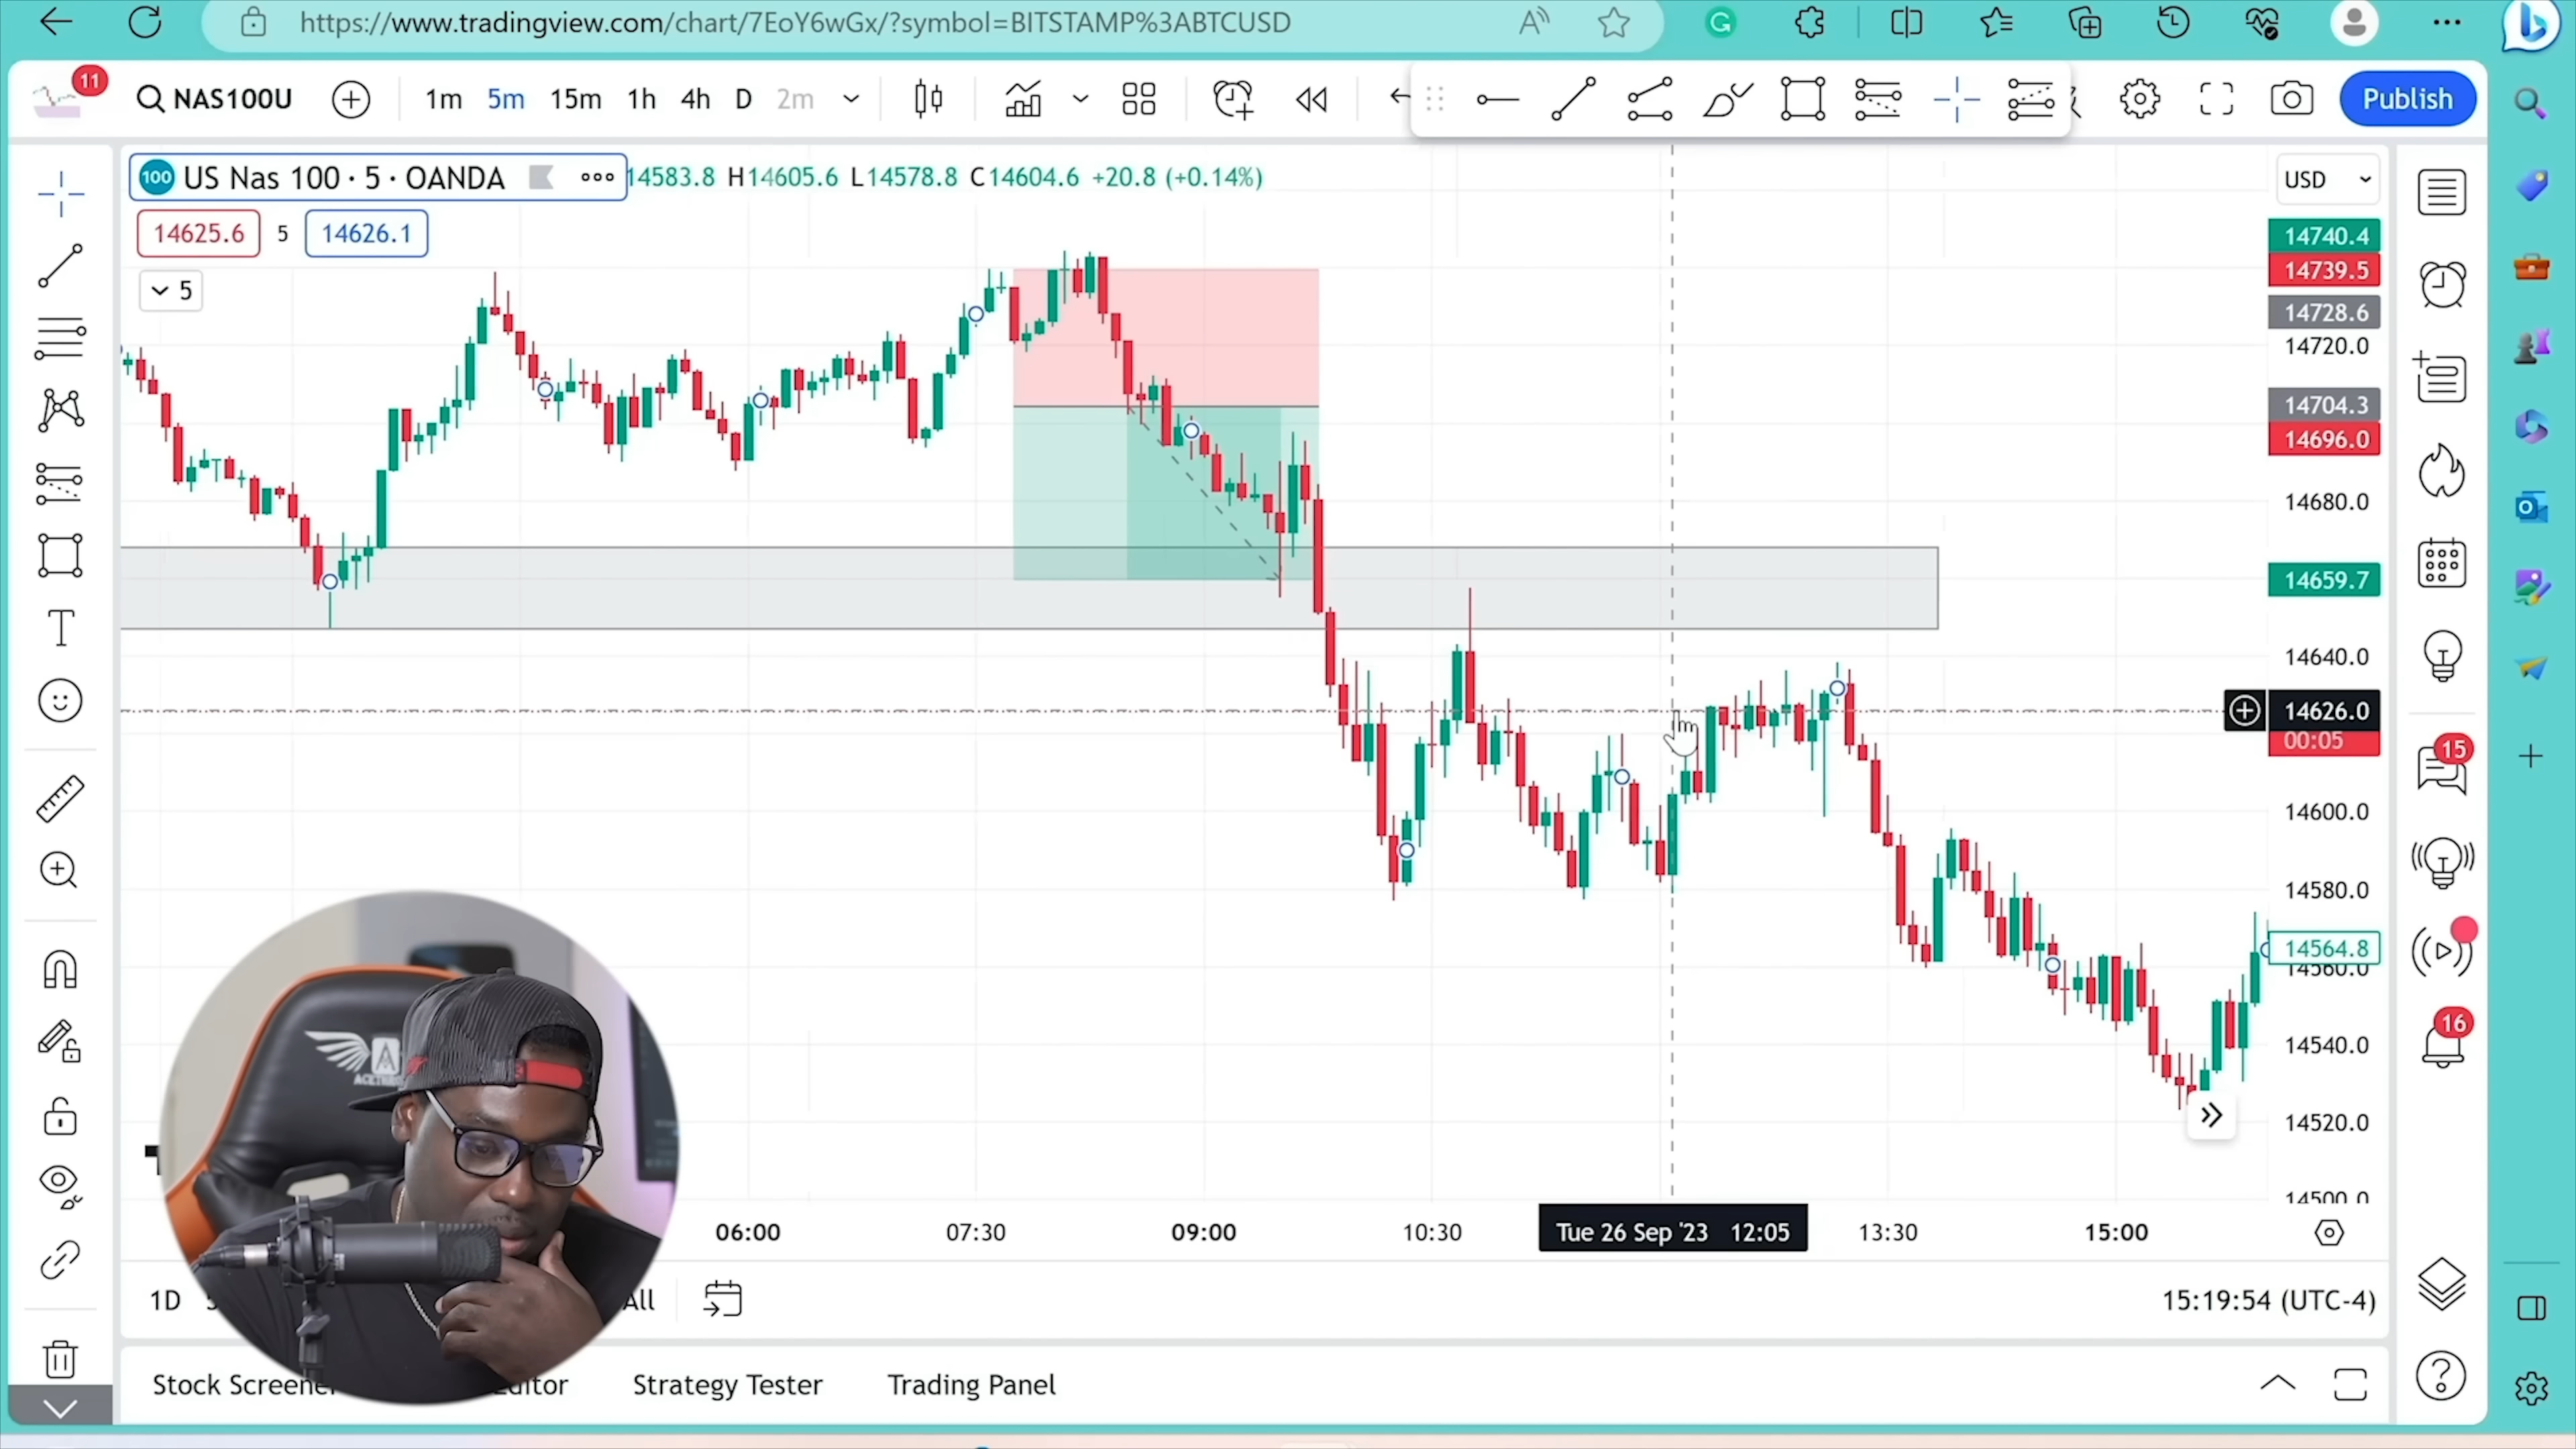 https://www.tradingview.com/chart/7EoY6wGx/?symbol=BITSTAMP%3ABTCUSD
11
NAS100U
1m 5m 15m 1h 4h D 2m
Publish
100 US Nas 100 · 5 · OANDA
14583.8 H14605.6 L14578.8 C14604.6 +20.8 (+0.14%)
USD
14625.6 5 14626.1
5
14740.4
14739.5
14728.6
14720.0
14704.3
14696.0
14680.0
14659.7
14640.0
14626.0
00:05
14600.0
14580.0
14564.8
14560.0
14540.0
14520.0
14500.0
15
16
06:00 07:30 09:00 10:30 Tue 26 Sep '23 12:05 13:30 15:00
1D All
15:19:54 (UTC-4)
Stock Screener Editor Strategy Tester Trading Panel